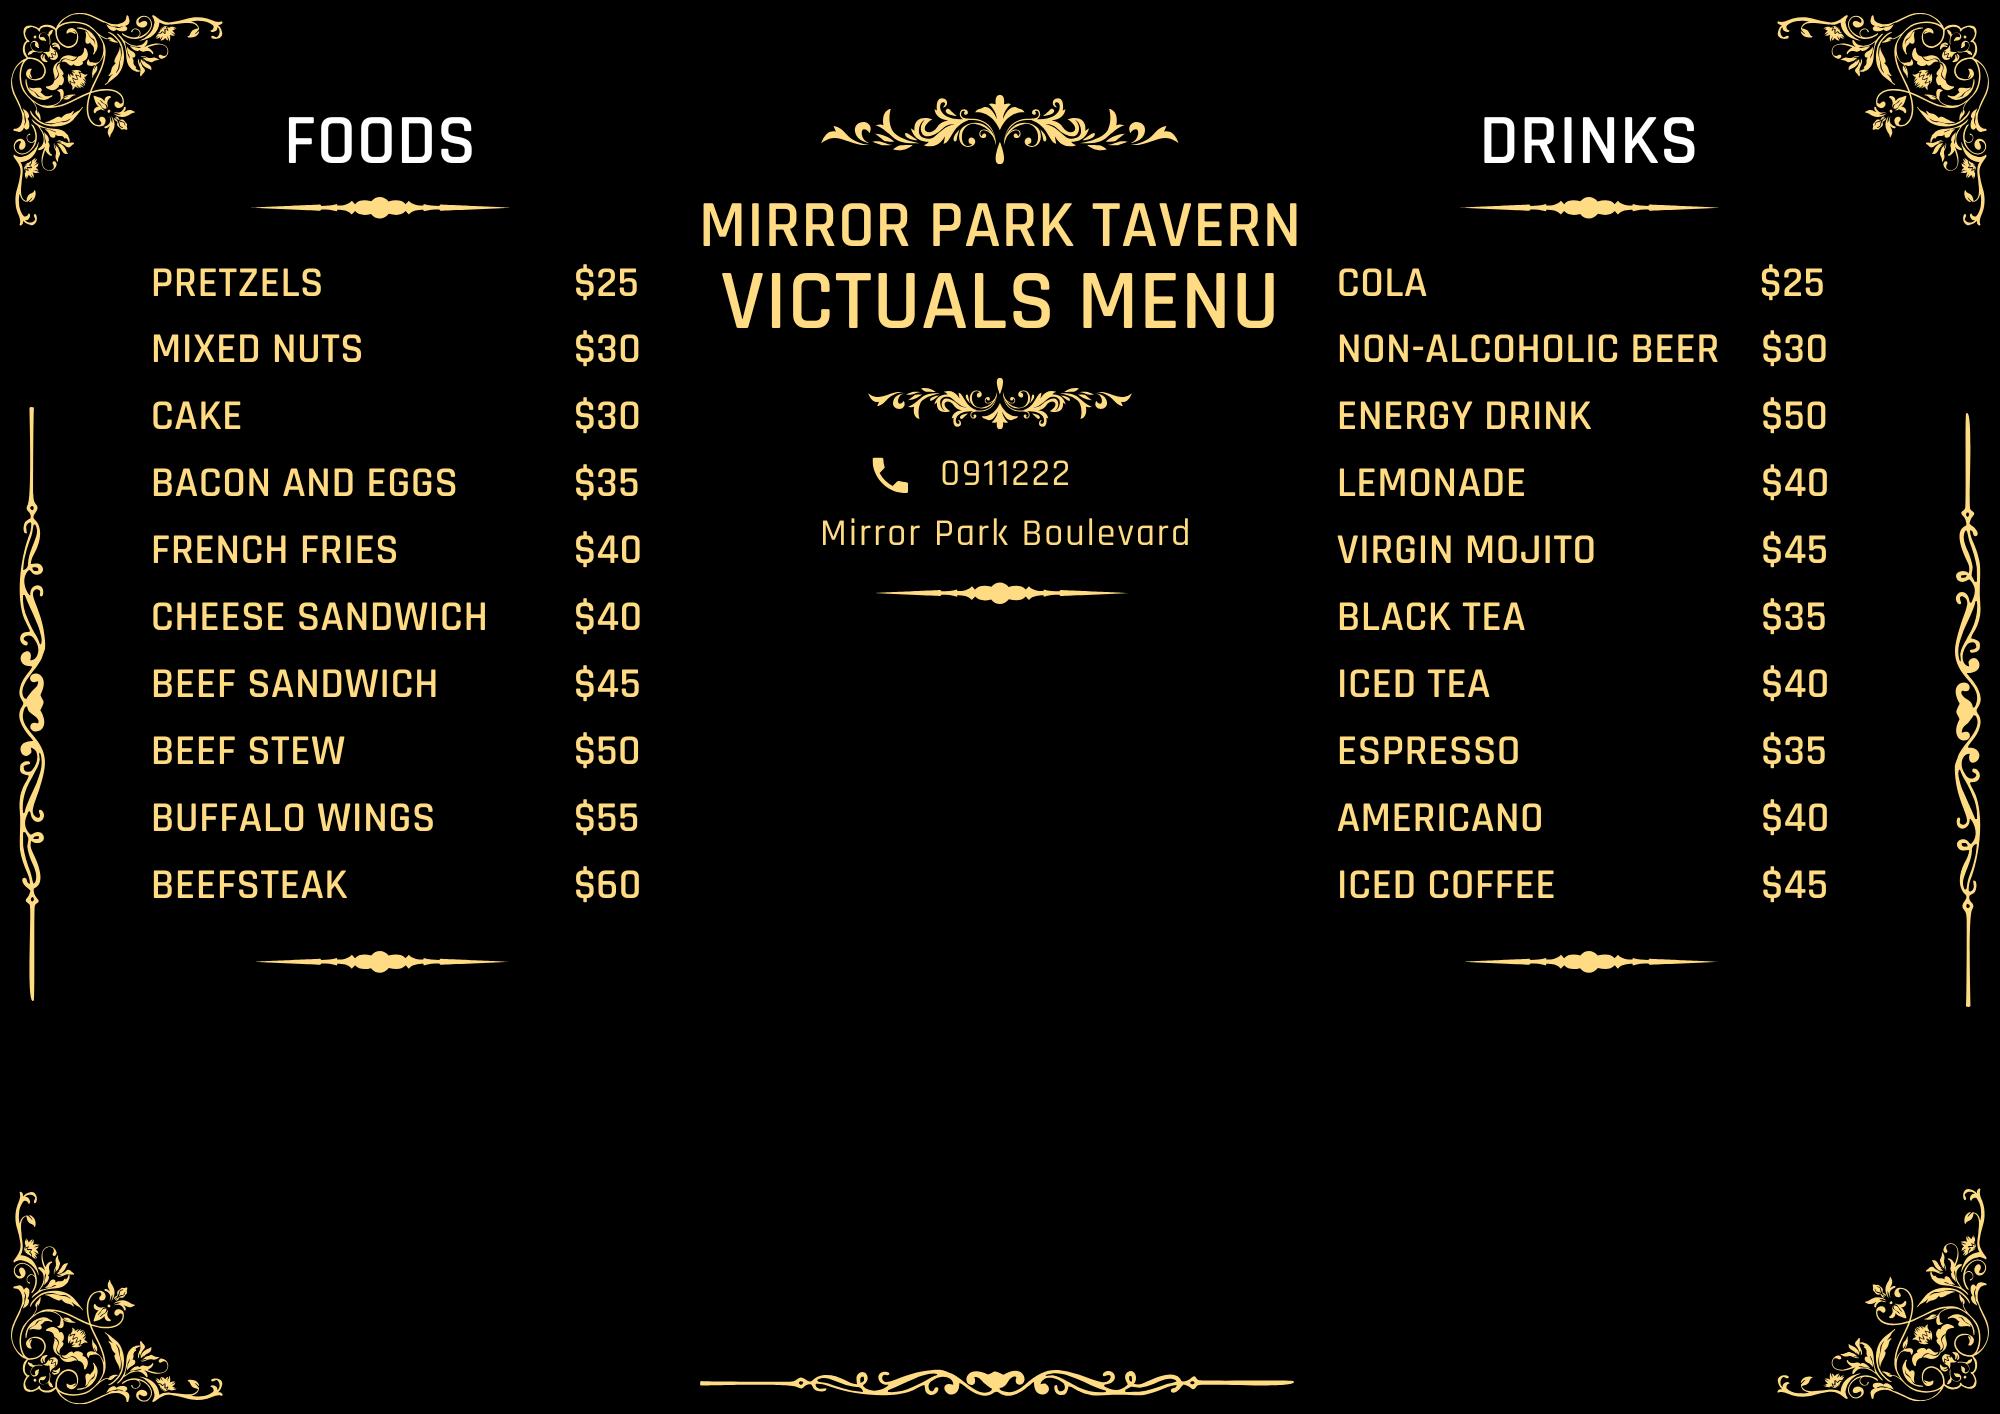 FOODS
PRETZELS $25
MIXED NUTS $30
CAKE $30
BACON AND EGGS $35
FRENCH FRIES $40
CHEESE SANDWICH $40
BEEF SANDWICH $45
BEEF STEW $50
BUFFALO WINGS $55
BEEFSTEAK $60
MIRROR PARK TAVERN
VICTUALS MENU
0911222
Mirror Park Boulevard
DRINKS
COLA $25
NON-ALCOHOLIC BEER $30
ENERGY DRINK $50
LEMONADE $40
VIRGIN MOJITO $45
BLACK TEA $35
ICED TEA $40
ESPRESSO $35
AMERICANO $40
ICED COFFEE $45